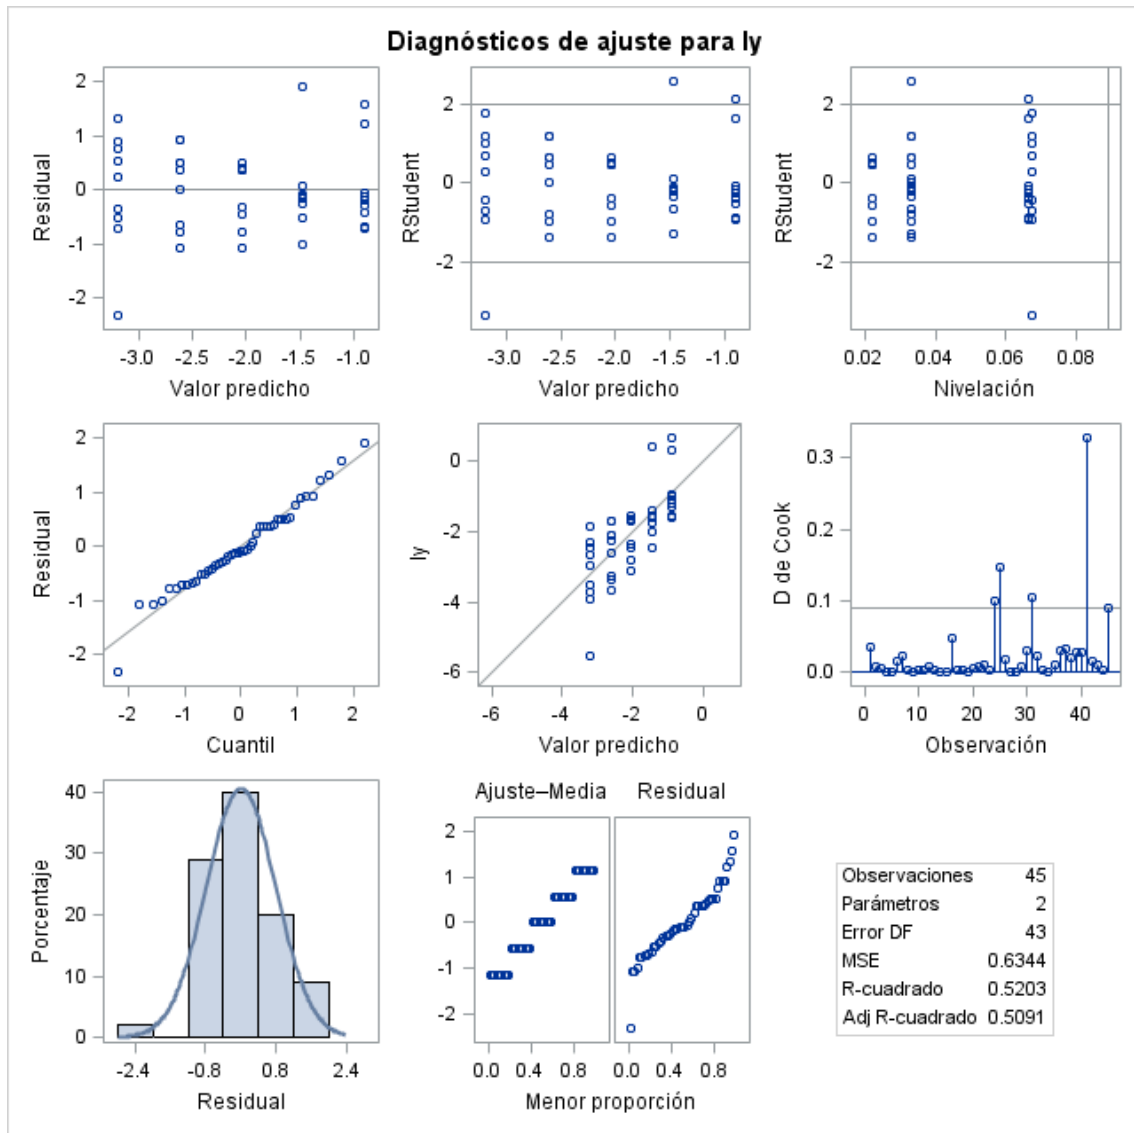 Diagnósticos de ajuste para ly
Residual
2
1
0
-1
-2
-3.0 -2.5 -2.0 -1.5 -1.0
Valor predicho
RStudent
2
0
-2
-3.0 -2.5 -2.0 -1.5 -1.0
Valor predicho
RStudent
2
0
-2
0.02 0.04 0.06 0.08
Nivelación
Residual
2
1
0
-1
-2
-2 -1 0 1 2
Cuantil
ly
0
-2
-4
-6
-6 -4 -2 0
Valor predicho
D de Cook
0.3
0.2
0.1
0.0
0 10 20 30 40
Observación
Porcentaje
40
30
20
10
0
-2.4 -0.8 0.8 2.4
Residual
Ajuste–Media Residual
2
1
0
-1
-2
0.0 0.4 0.8 0.0 0.4 0.8
Menor proporción
Observaciones 45
Parámetros 2
Error DF 43
MSE 0.6344
R-cuadrado 0.5203
Adj R-cuadrado 0.5091